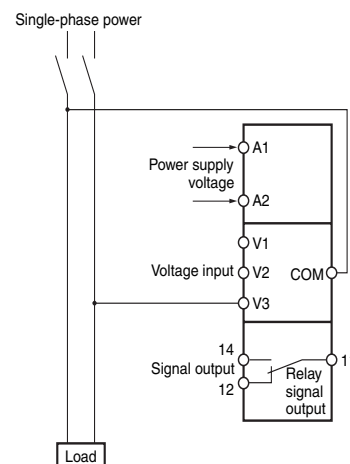 Single-phase power
A1
Power supply
voltage
A2
V1
Voltage input
V2
COM
V3
14
Signal output
1
12
Relay
signal
output
Load